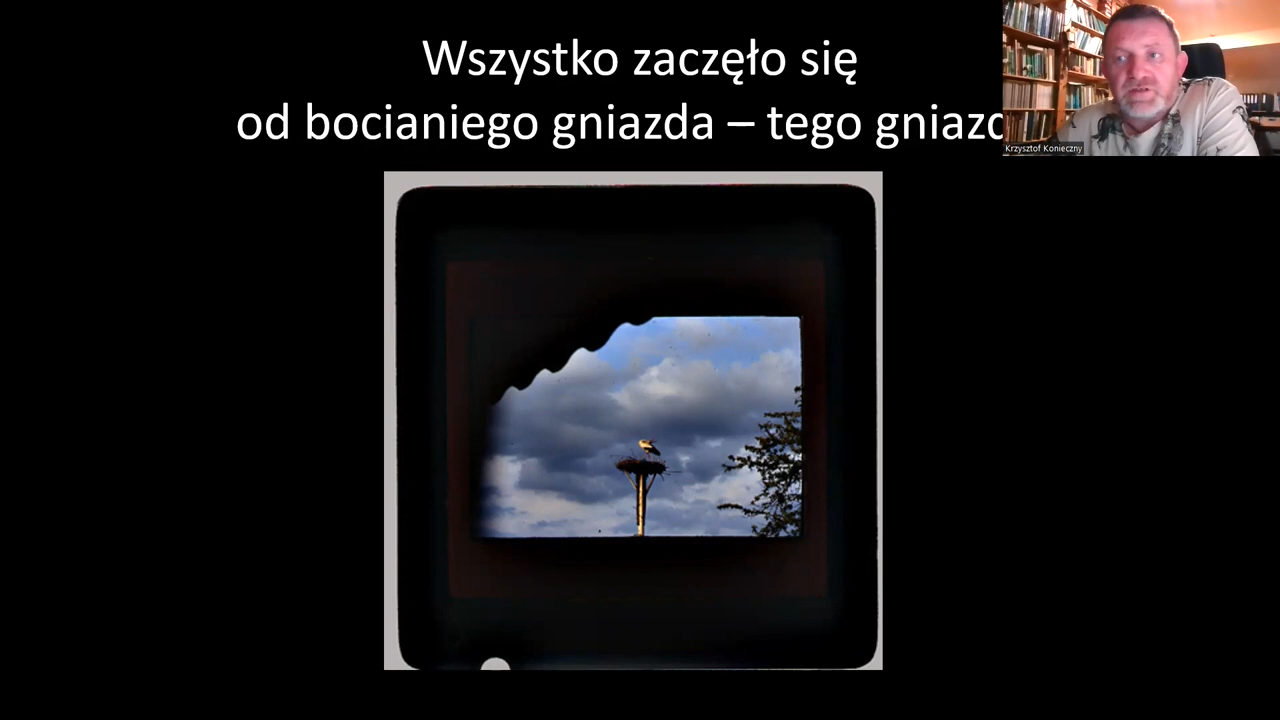 Wszystko zaczęło się
od bocianiego gniazda – tego
Krzysztof Konieczny